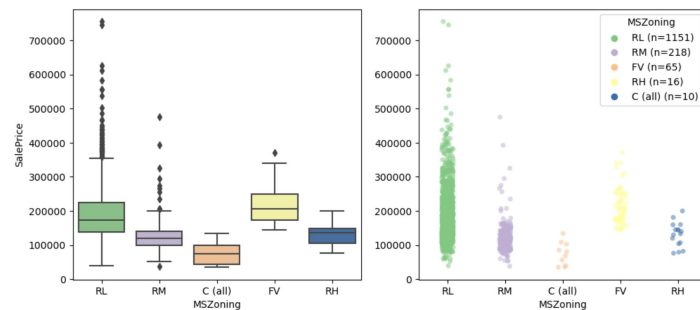 700000
600000
500000
400000
300000
200000
100000
0
SalePrice
RL RM C (all) FV RH
MSZoning
700000
600000
500000
400000
300000
200000
100000
0
MSZoning
RL (n=1151)
RM (n=218)
FV (n=65)
RH (n=16)
C (all) (n=10)
RL RM C (all) FV RH
MSZoning